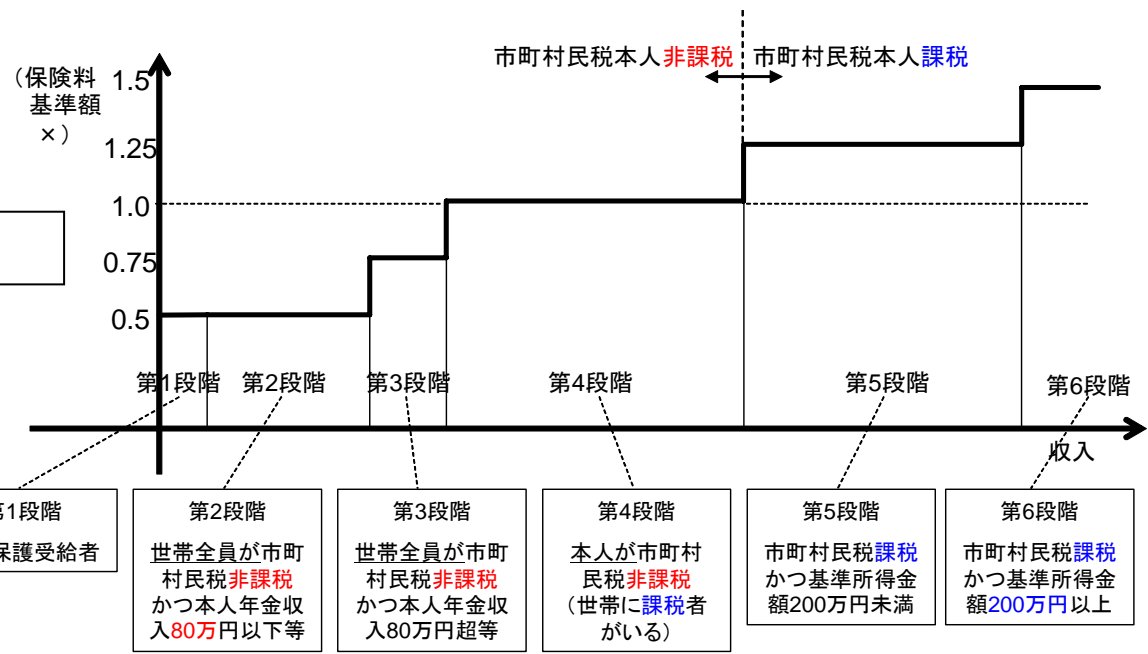 市町村民税本人非課税 市町村民税本人課税
（保険料
基準額
×）
1.5
1.25
1.0
0.75
0.5
第1段階 第2段階 第3段階 第4段階 第5段階 第6段階
収入
第1段階
保護受給者
第2段階
世帯全員が市町
村民税非課税
かつ本人年金収
入80万円以下等
第3段階
世帯全員が市町
村民税非課税
かつ本人年金収
入80万円超等
第4段階
本人が市町村
民税非課税
（世帯に課税者
がいる）
第5段階
市町村民税課税
かつ基準所得金
額200万円未満
第6段階
市町村民税課税
かつ基準所得金
額200万円以上